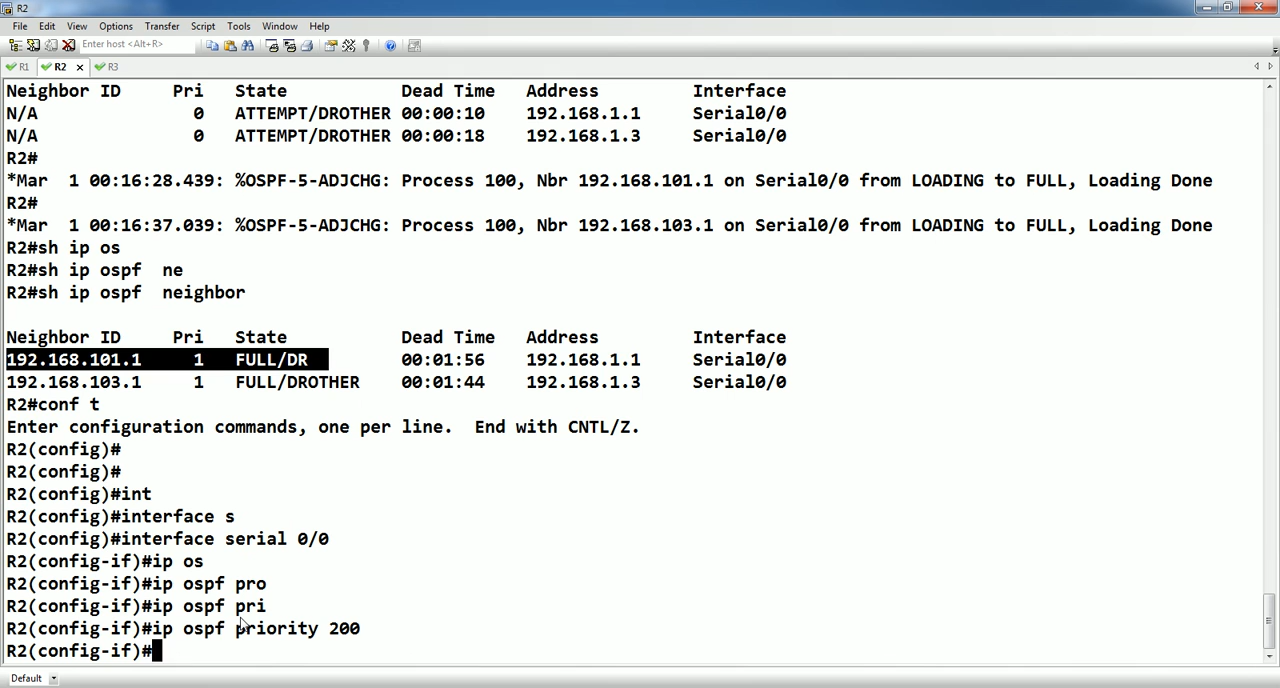 R2
File Edit View Options Transfer Script Tools Window Help
Enter host <Alt+R>
R1 R2 × R3
Neighbor ID     Pri   State           Dead Time   Address         Interface
N/A               0   ATTEMPT/DROTHER 00:00:10    192.168.1.1     Serial0/0
N/A               0   ATTEMPT/DROTHER 00:00:18    192.168.1.3     Serial0/0
R2#
*Mar  1 00:16:28.439: %OSPF-5-ADJCHG: Process 100, Nbr 192.168.101.1 on Serial0/0 from LOADING to FULL, Loading Done
R2#
*Mar  1 00:16:37.039: %OSPF-5-ADJCHG: Process 100, Nbr 192.168.103.1 on Serial0/0 from LOADING to FULL, Loading Done
R2#sh ip os
R2#sh ip ospf  ne
R2#sh ip ospf  neighbor
Neighbor ID     Pri   State           Dead Time   Address         Interface
192.168.101.1     1   FULL/DR         00:01:56    192.168.1.1     Serial0/0
192.168.103.1     1   FULL/DROTHER    00:01:44    192.168.1.3     Serial0/0
R2#conf t
Enter configuration commands, one per line.  End with CNTL/Z.
R2(config)#
R2(config)#
R2(config)#int
R2(config)#interface s
R2(config)#interface serial 0/0
R2(config-if)#ip os
R2(config-if)#ip ospf pro
R2(config-if)#ip ospf pri
R2(config-if)#ip ospf priority 200
R2(config-if)#
Default